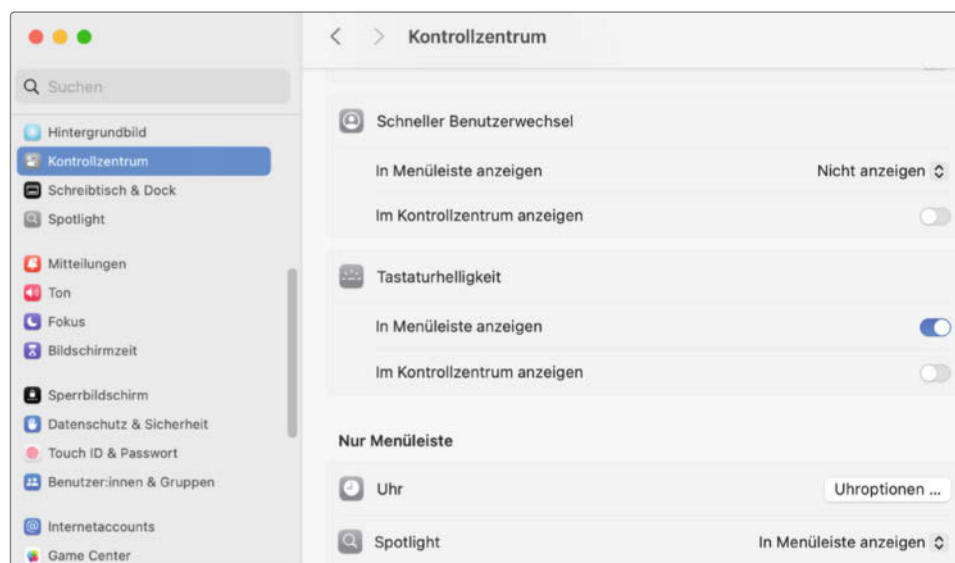 Kontrollzentrum
Suchen
Hintergrundbild
Kontrollzentrum
Schreibtisch & Dock
Spotlight
Mitteilungen
Ton
Fokus
Bildschirmzeit
Sperrbildschirm
Datenschutz & Sicherheit
Touch ID & Passwort
Benutzer:innen & Gruppen
Internetaccounts
Game Center
Schneller Benutzerwechsel
In Menüleiste anzeigen Nicht anzeigen
Im Kontrollzentrum anzeigen
Tastaturhelligkeit
In Menüleiste anzeigen
Im Kontrollzentrum anzeigen
Nur Menüleiste
Uhr Uhroptionen ...
Spotlight In Menüleiste anzeigen